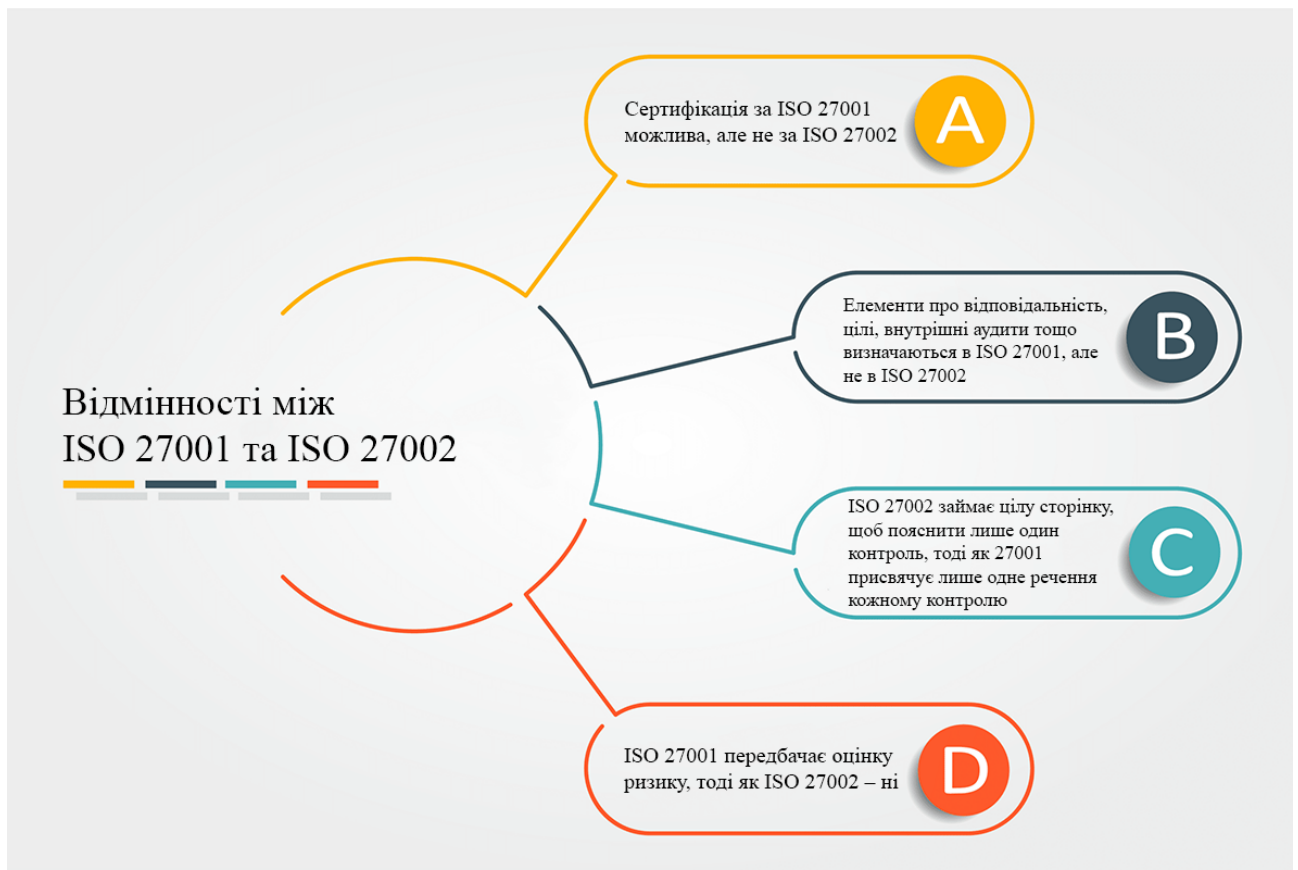 Відмінності між
ISO 27001 та ISO 27002
Сертифікація за ISO 27001
можлива, але не за ISO 27002
A
Елементи про відповідальність,
цілі, внутрішні аудити тощо
визначаються в ISO 27001, але
не в ISO 27002
B
ISO 27002 займає цілу сторінку,
щоб пояснити лише один
контроль, тоді як 27001
присвячує лише одне речення
кожному контролю
C
ISO 27001 передбачає оцінку
ризику, тоді як ISO 27002 – ні
D